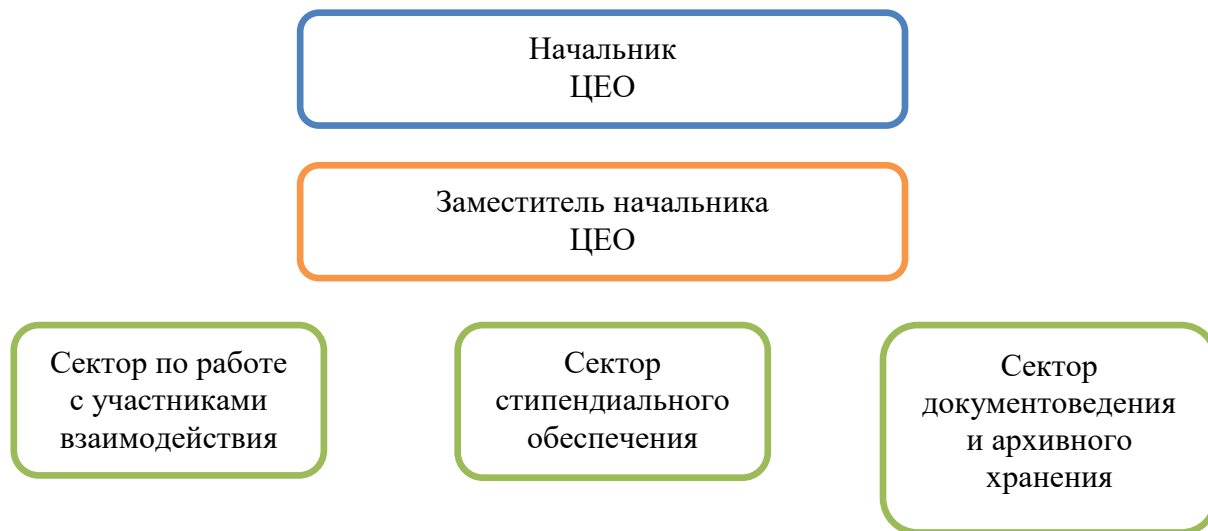 Начальник
ЦЕО
Заместитель начальника
ЦЕО
Сектор по работе
с участниками
взаимодействия
Сектор
стипендиального
обеспечения
Сектор
документоведения
и архивного
хранения